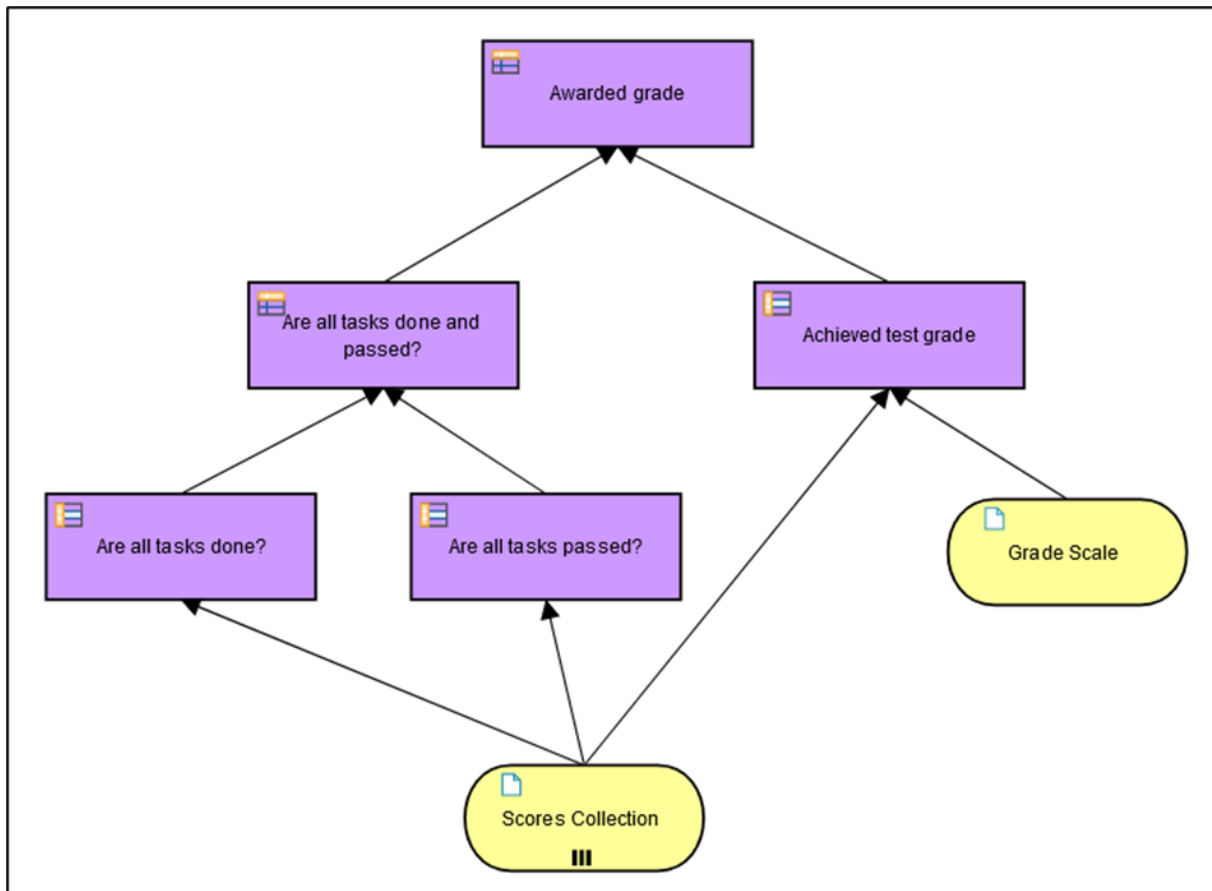 Awarded grade
Are all tasks done and
passed?
Achieved test grade
Are all tasks done?
Are all tasks passed?
Grade Scale
Scores Collection